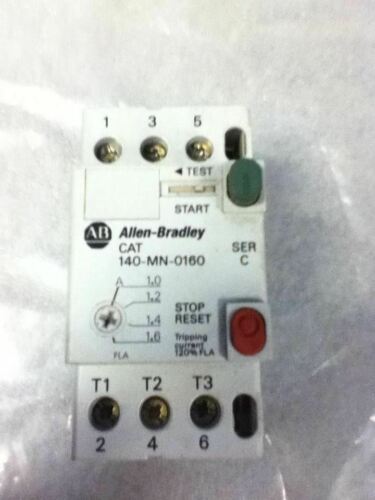 1 3 5
◄ TEST
START
AB Allen-Bradley
CAT SER
140-MN-0160 C
A 1.0
1.2
STOP
1.4 RESET
1.6 Tripping
current
FLA 120% FLA
T1 T2 T3
2 4 6